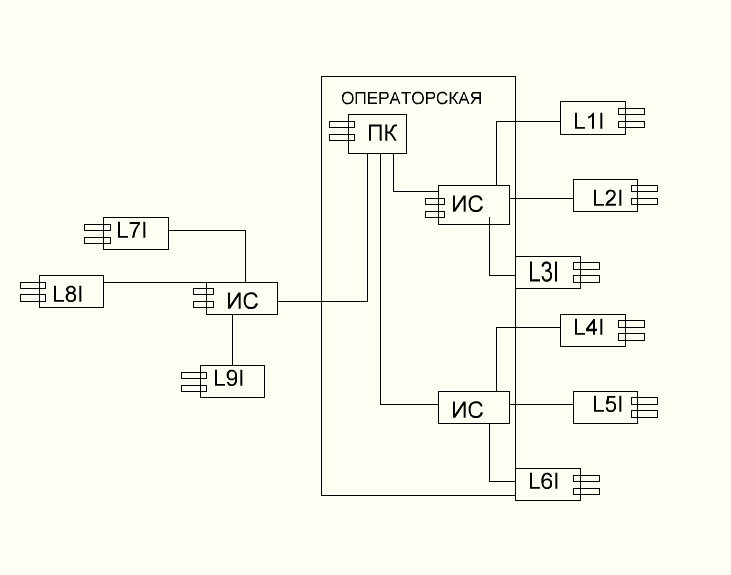 ОПЕРАТОРСКАЯ
ПК
L1I
ИС
L2I
L7I
L3I
L8I
ИС
L4I
L9I
ИС
L5I
L6I